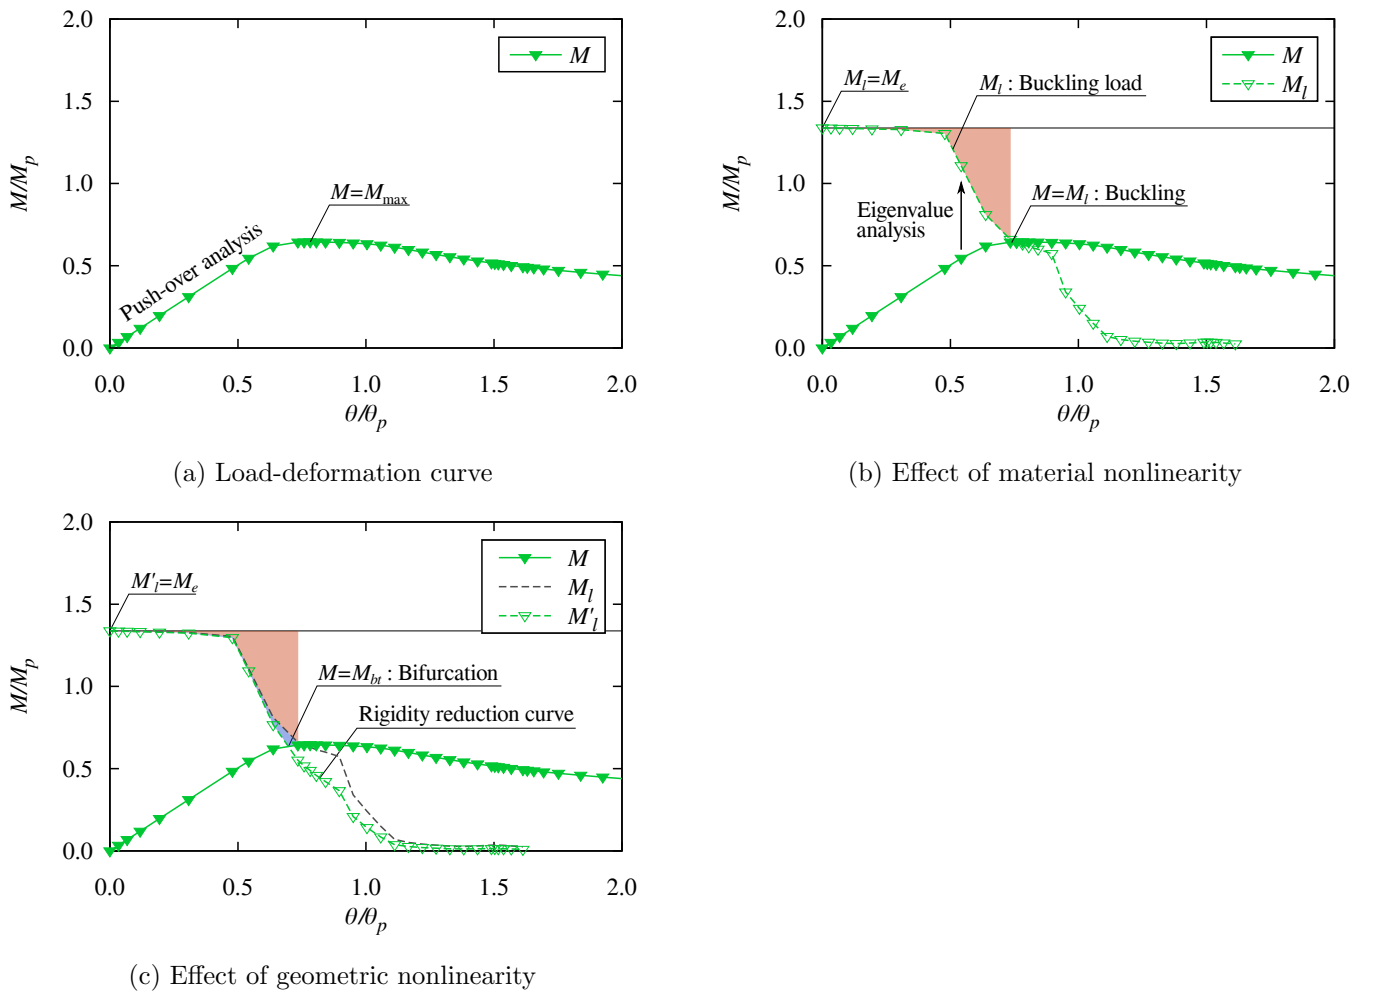 2.0
1.5
1.0
0.5
0.0
M/Mp
M
M=Mmax
Push-over analysis
0.0 0.5 1.0 1.5 2.0
θ/θp
(a) Load-deformation curve
2.0
1.5
1.0
0.5
0.0
M/Mp
M
Ml
Ml=Me
Ml : Buckling load
M=Ml : Buckling
Eigenvalue
analysis
0.0 0.5 1.0 1.5 2.0
θ/θp
(b) Effect of material nonlinearity
2.0
1.5
1.0
0.5
0.0
M/Mp
M
Ml
M'l
M'l=Me
M=Mbt : Bifurcation
Rigidity reduction curve
0.0 0.5 1.0 1.5 2.0
θ/θp
(c) Effect of geometric nonlinearity